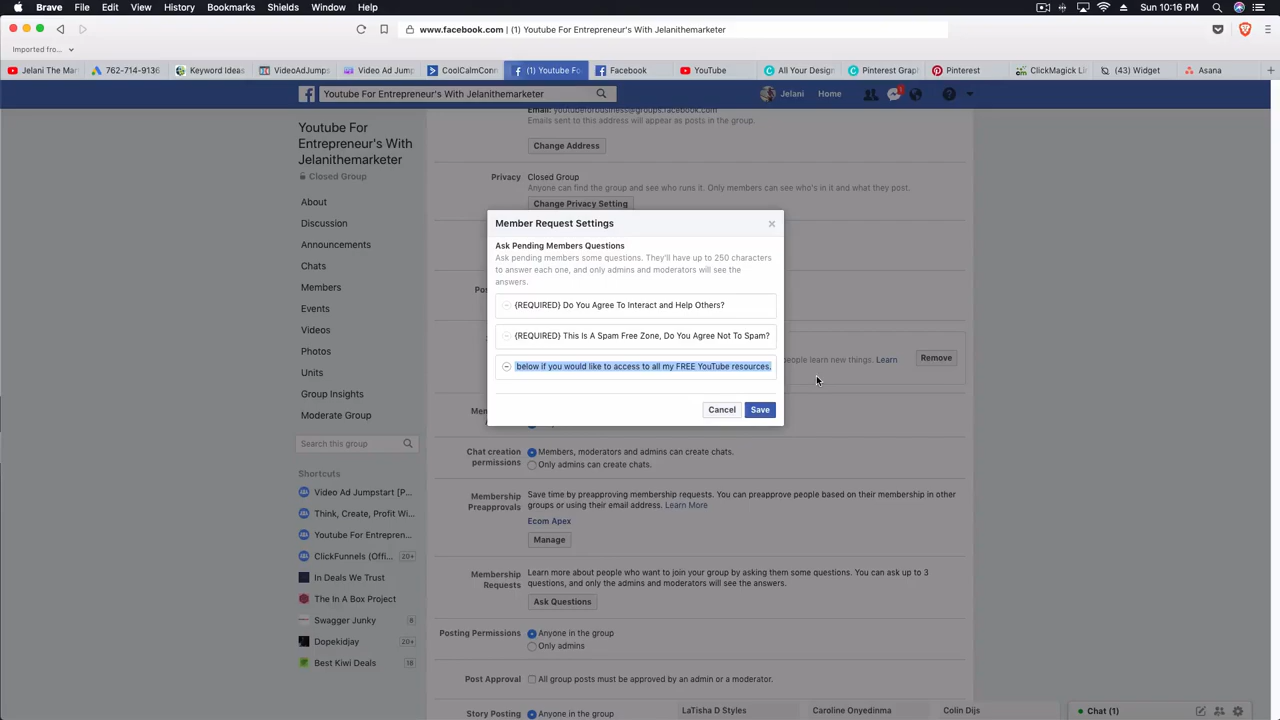 Brave File Edit View History Bookmarks Shields Window Help
Sun 10:16 PM
www.facebook.com | (1) Youtube For Entrepreneur's With Jelanithemarketer
Imported fro...
Jelani The Mar
762-714-9136
Keyword Ideas
VideoAdJumps
Video Ad Jump
CoolCalmConn
(1) Youtube Fo
Facebook
YouTube
All Your Design
Pinterest Grap
Pinterest
ClickMagick Li
(43) Widget
Asana
Youtube For Entrepreneur's With Jelanithemarketer
Jelani Home
1
Youtube For
Entrepreneur's With
Jelanithemarketer
Closed Group
About
Discussion
Announcements
Chats
Members
Events
Videos
Photos
Units
Group Insights
Moderate Group
Search this group
Shortcuts
Video Ad Jumpstart [P...
Think, Create, Profit Wi...
Youtube For Entrepren...
ClickFunnels (Offi... 20+
In Deals We Trust
The In A Box Project
Swagger Junky 8
Dopekidjay 20+
Best Kiwi Deals 18
Email: youtubeforbusiness@groups.facebook.com
Emails sent to this address will appear as posts in the group.
Change Address
Privacy
Closed Group
Anyone can find the group and see who runs it. Only members can see who's in it and what they post.
Change Privacy Setting
Member Request Settings
Ask Pending Members Questions
Ask pending members some questions. They'll have up to 250 characters
to answer each one, and only admins and moderators will see the
answers.
{REQUIRED} Do You Agree To Interact and Help Others?
{REQUIRED} This Is A Spam Free Zone, Do You Agree Not To Spam?
below if you would like to access to all my FREE YouTube resources.
Cancel Save
people learn new things. Learn
Remove
Chat creation
permissions
Members, moderators and admins can create chats.
Only admins can create chats.
Membership
Preapprovals
Save time by preapproving membership requests. You can preapprove people based on their membership in other
groups or using their email address. Learn More
Ecom Apex
Manage
Membership
Requests
Learn more about people who want to join your group by asking them some questions. You can ask up to 3
questions, and only the admins and moderators will see the answers.
Ask Questions
Posting Permissions
Anyone in the group
Only admins
Post Approval
All group posts must be approved by an admin or a moderator.
Story Posting
Anyone in the group
LaTisha D Styles
Caroline Onyedinma
Colin Dijs
Chat (1)